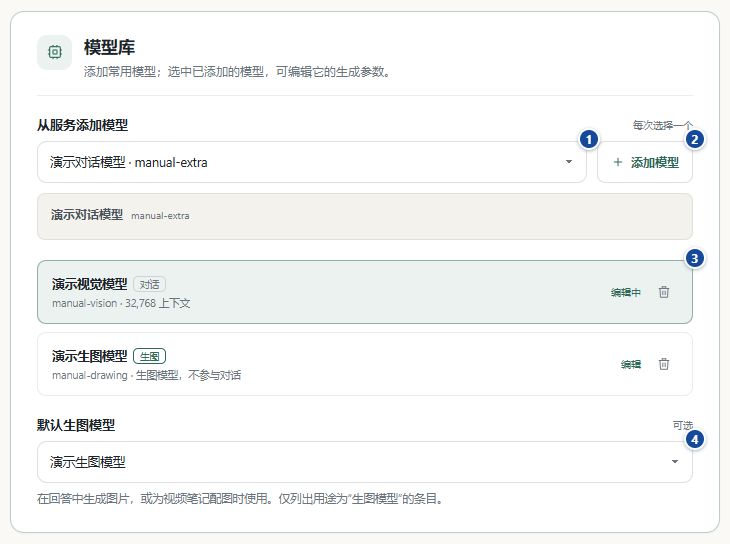 模型库
添加常用模型；选中已添加的模型，可编辑它的生成参数。
从服务添加模型 每次选择一个
演示对话模型 · manual-extra 1 + 添加模型 2
演示对话模型 manual-extra
3
演示视觉模型 对话
manual-vision · 32,768 上下文 编辑中
演示生图模型 生图
manual-drawing · 生图模型，不参与对话 编辑
默认生图模型 可选
演示生图模型 4
在回答中生成图片，或为视频笔记配图时使用。仅列出用途为“生图模型”的条目。